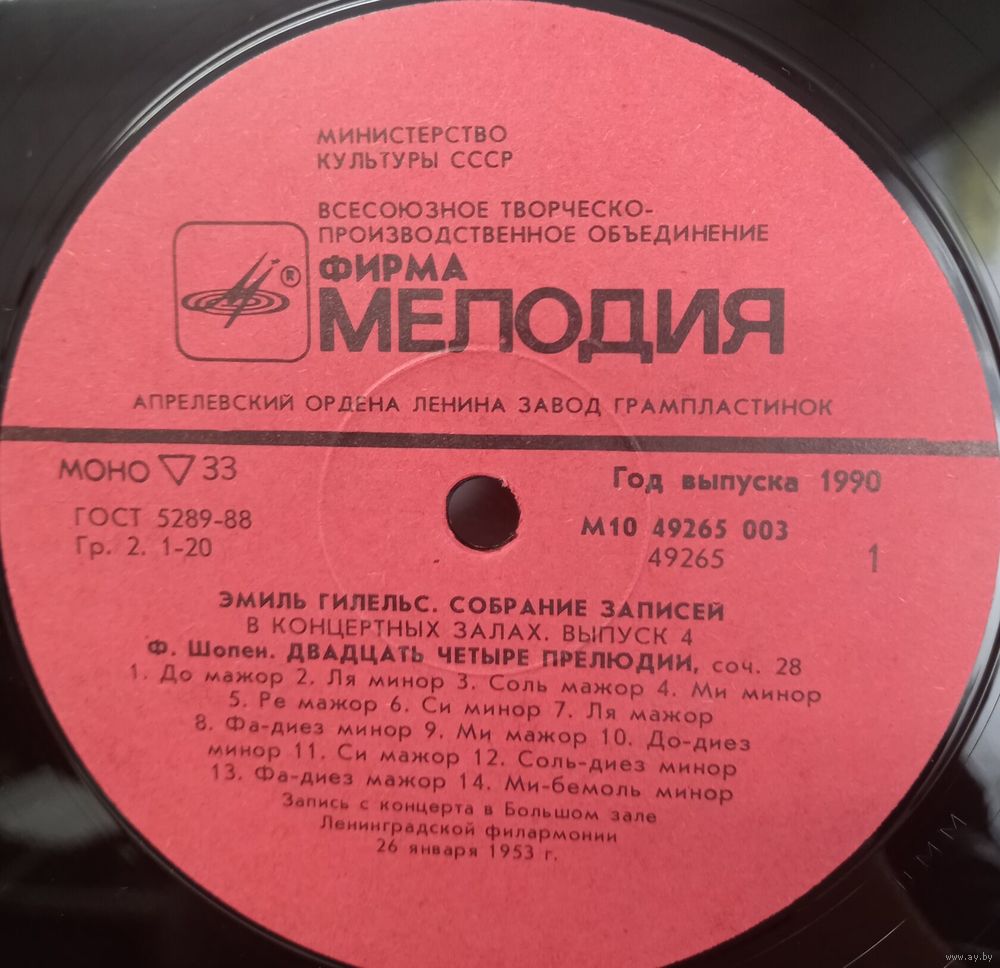 МИНИСТЕРСТВО
КУЛЬТУРЫ СССР
ВСЕСОЮЗНОЕ ТВОРЧЕСКО-
ПРОИЗВОДСТВЕННОЕ ОБЪЕДИНЕНИЕ
ФИРМА
®
МЕЛОДИЯ
АПРЕЛЕВСКИЙ ОРДЕНА ЛЕНИНА ЗАВОД ГРАМПЛАСТИНОК
МОНО ▽ 33
Год выпуска 1990
ГОСТ 5289-88
М10 49265 003
Гр. 2. 1-20
49265
1
ЭМИЛЬ ГИЛЕЛЬС. СОБРАНИЕ ЗАПИСЕЙ
В КОНЦЕРТНЫХ ЗАЛАХ. ВЫПУСК 4
Ф. Шопен. ДВАДЦАТЬ ЧЕТЫРЕ ПРЕЛЮДИИ, соч. 28
1. До мажор 2. Ля минор 3. Соль мажор 4. Ми минор
5. Ре мажор 6. Си минор 7. Ля мажор
8. Фа-диез минор 9. Ми мажор 10. До-диез
минор 11. Си мажор 12. Соль-диез минор
13. Фа-диез мажор 14. Ми-бемоль минор
Запись с концерта в Большом зале
Ленинградской филармонии
26 января 1953 г.
www.ay.by